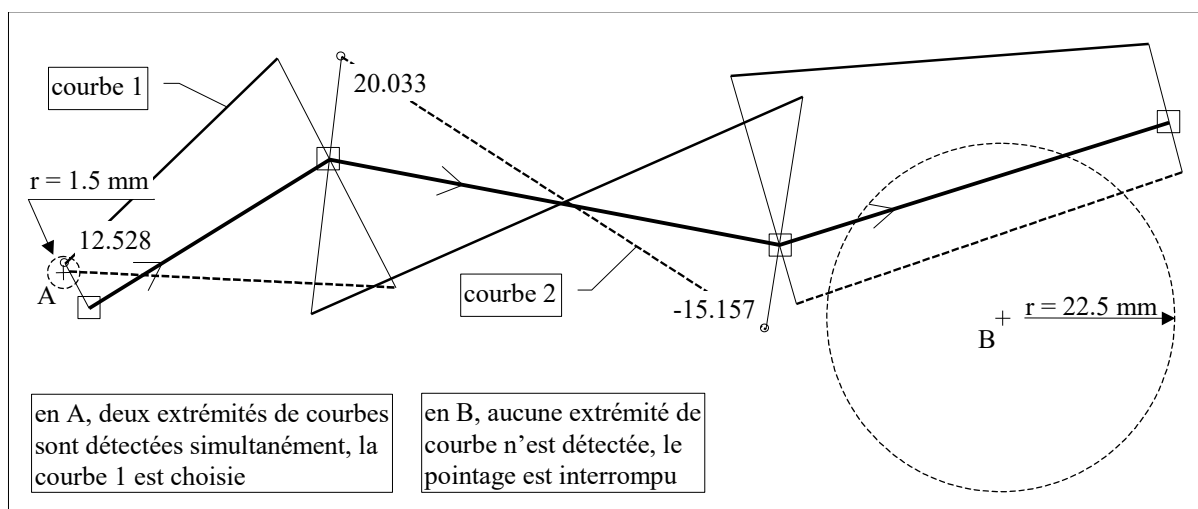 courbe 1
20.033
r = 1.5 mm
12.528
A
courbe 2
-15.157
B
r = 22.5 mm
en A, deux extrémités de courbes
sont détectées simultanément, la
courbe 1 est choisie
en B, aucune extrémité de
courbe n’est détectée, le
pointage est interrompu